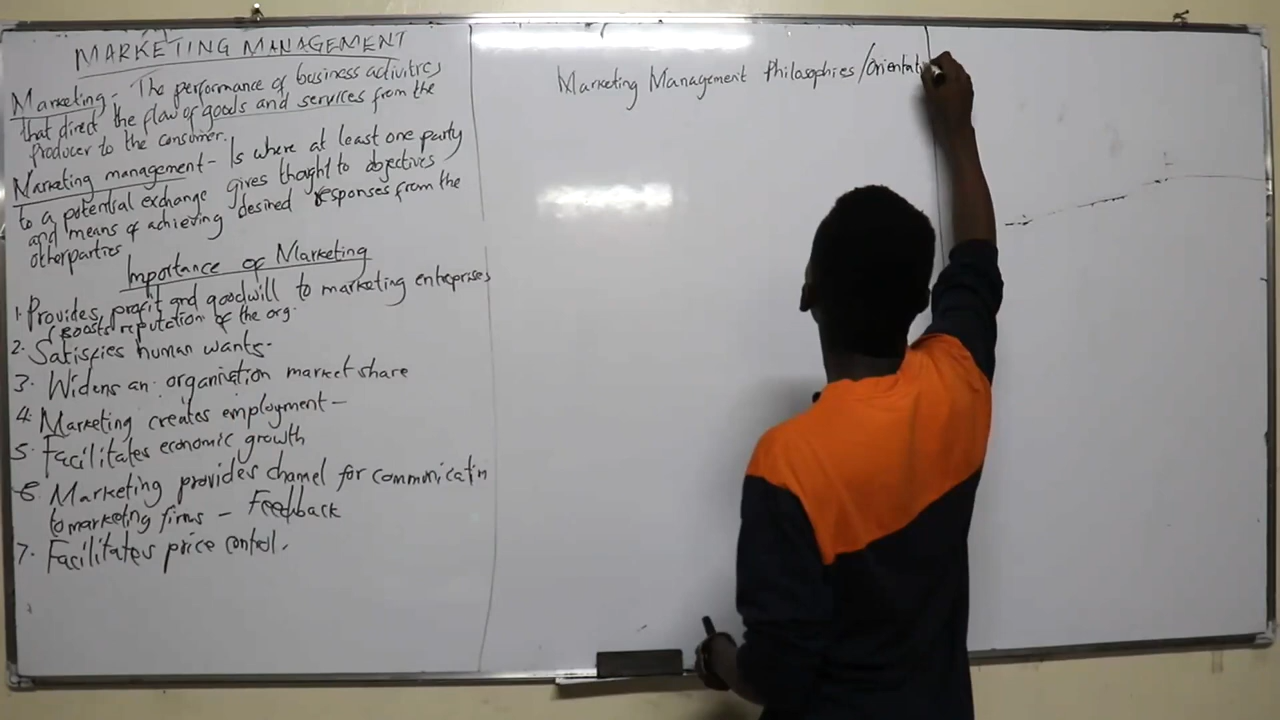 MARKETING MANAGEMENT
Marketing - The performance of business activities
that direct the flow of goods and services from the
producer to the consumer.
Marketing management - Is where at least one party
to a potential exchange gives thought to objectives
and means of achieving desired responses from the
otherparties
Importance of Marketing
1. Provides profit and goodwill to marketing enterprises
(Boosts reputation of the org.
2. Satisfies human wants.
3. Widens an organisation market share
4. Marketing creates employment -
5. Facilitates economic growth
6. Marketing provides channel for communicatin
to marketing firms - Feedback
7. Facilitates price control.
Marketing Management Philosophies/Orientati